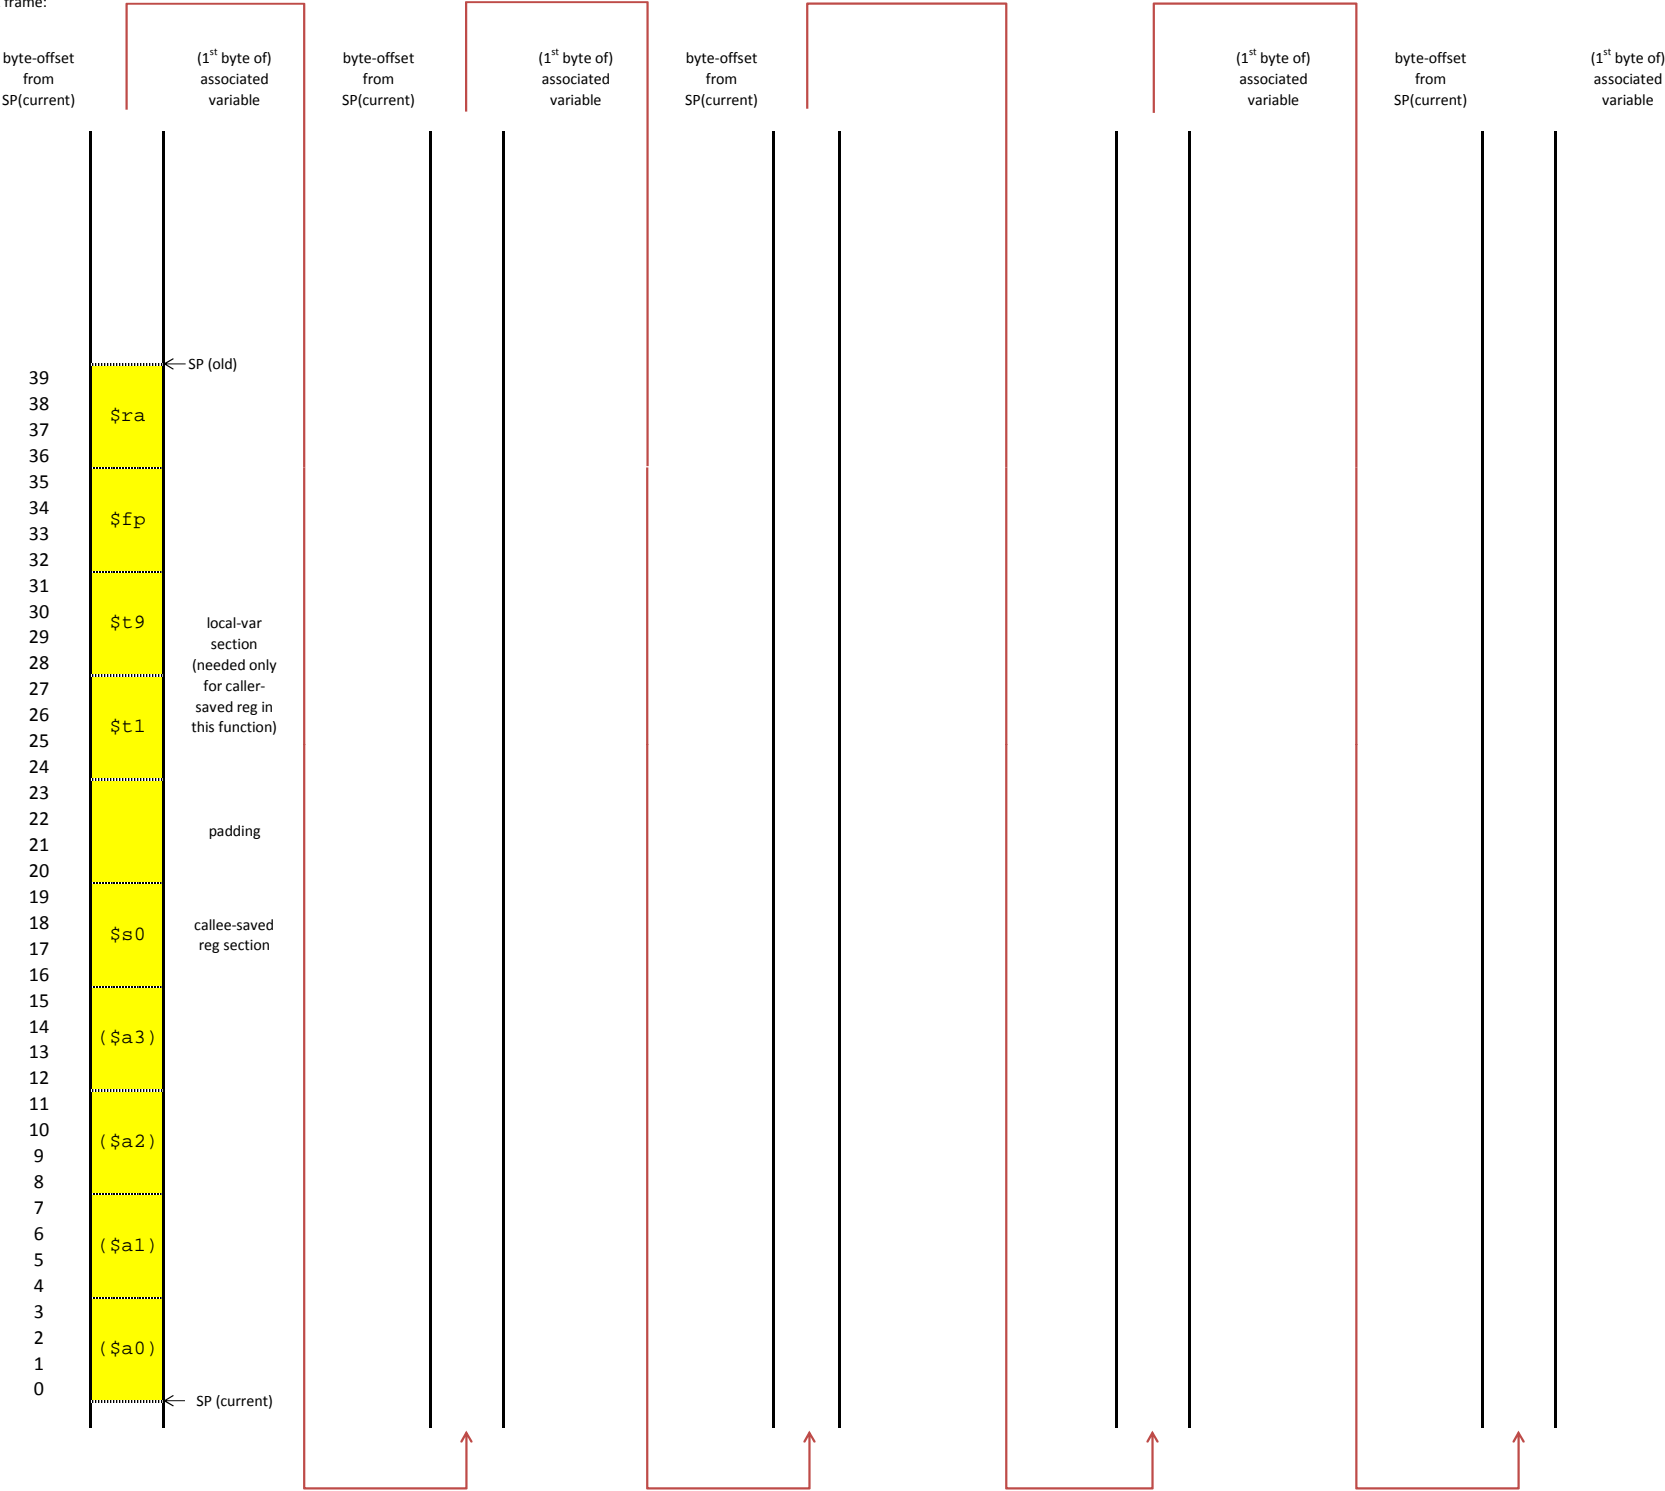 frame:
byte-offset
from
SP(current)
(1st byte of)
associated
variable
byte-offset
from
SP(current)
(1st byte of)
associated
variable
byte-offset
from
SP(current)
(1st byte of)
associated
variable
byte-offset
from
SP(current)
(1st byte of)
associated
variable
SP (old)
39
38
$ra
37
36
35
34
$fp
33
32
31
30
$t9
29
28
local-var
section
(needed only
for caller-
saved reg in
this function)
27
26
$t1
25
24
23
22
padding
21
20
19
18
$s0
17
16
callee-saved
reg section
15
14
($a3)
13
12
11
10
($a2)
9
8
7
6
($a1)
5
4
3
2
($a0)
1
0
SP (current)